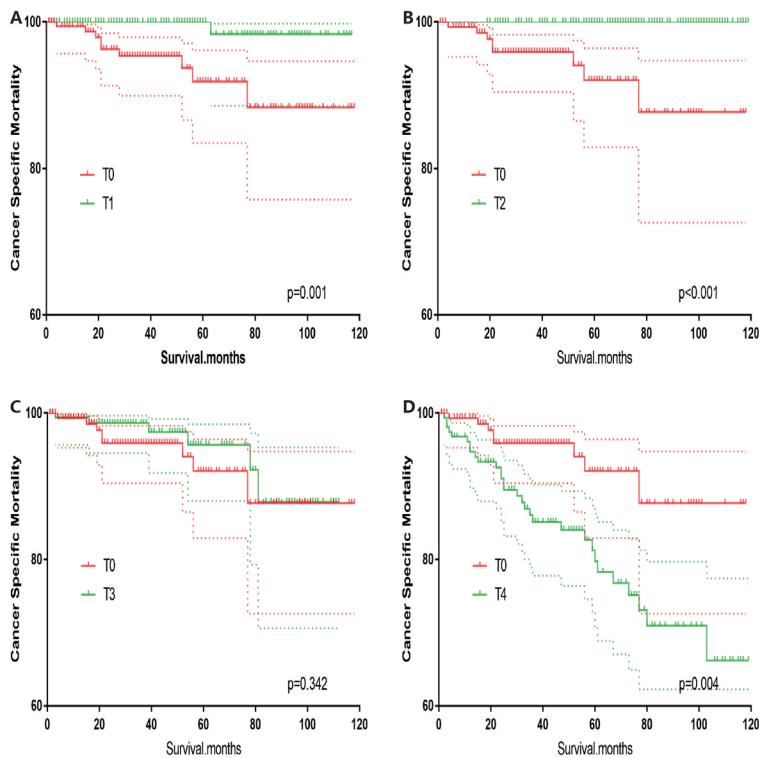 A
B
100
80
60
Cancer Specific Mortality
T0
T1
p=0.001
0
20
40
60
80
100
120
Survival.months
100
80
60
Cancer Specific Mortality
T0
T2
p<0.001
0
20
40
60
80
100
120
Survival.months
C
D
100
80
60
Cancer Specific Mortality
T0
T3
p=0.342
0
20
40
60
80
100
120
Survival.months
100
80
60
Cancer Specific Mortality
T0
T4
p=0.004
0
20
40
60
80
100
120
Survival.months